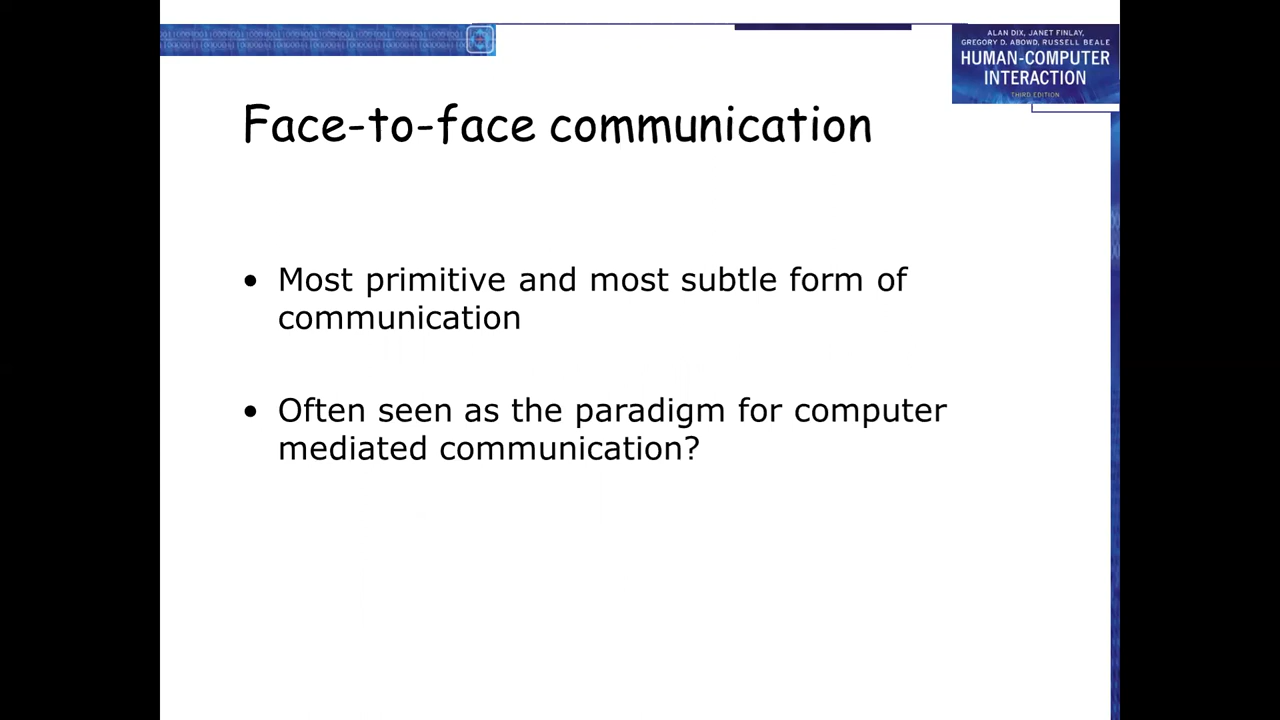 ALAN DIX, JANET FINLAY,
GREGORY D. ABOWD, RUSSELL BEALE
HUMAN-COMPUTER
INTERACTION
THIRD EDITION
Face-to-face communication
• Most primitive and most subtle form of
communication
• Often seen as the paradigm for computer
mediated communication?